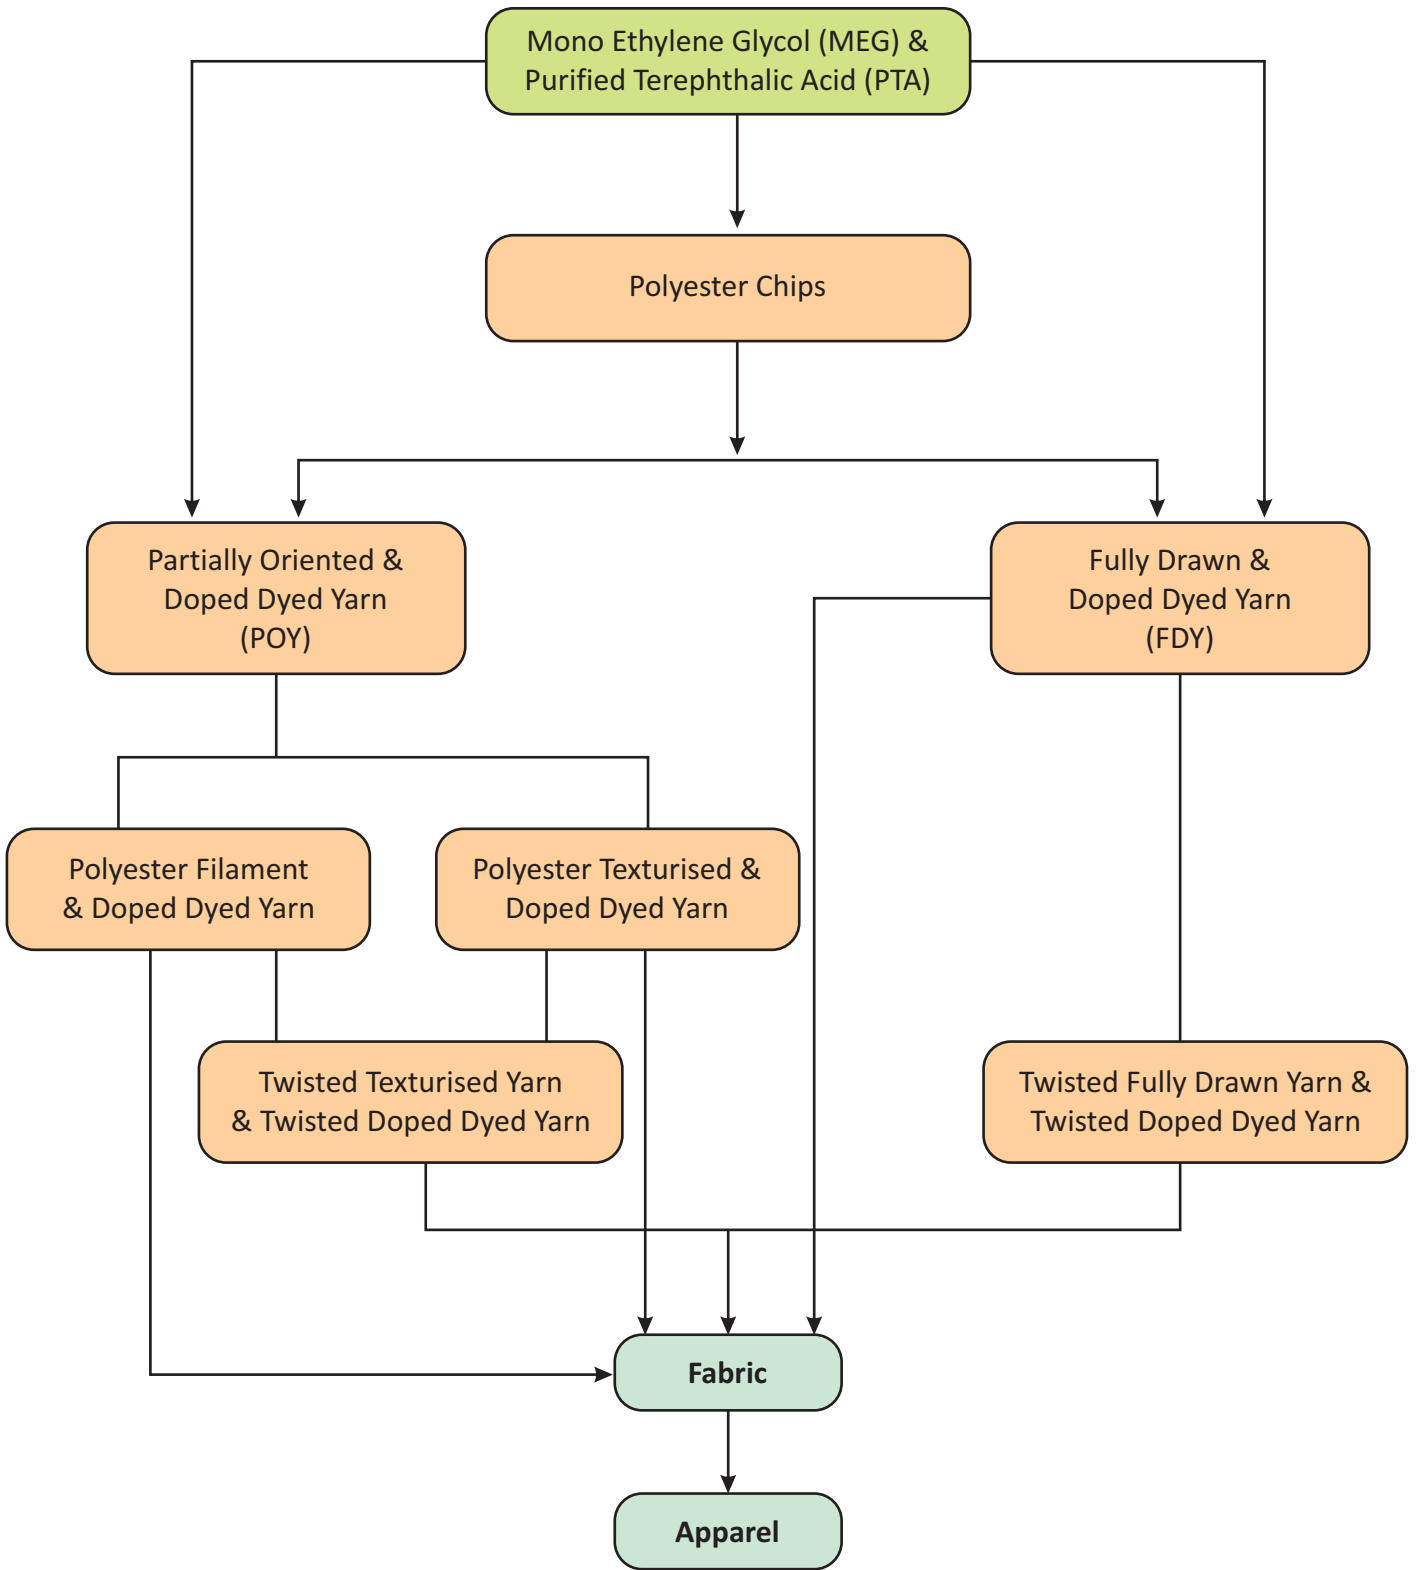 Mono Ethylene Glycol (MEG) &
Purified Terephthalic Acid (PTA)
Polyester Chips
Partially Oriented &
Doped Dyed Yarn
(POY)
Fully Drawn &
Doped Dyed Yarn
(FDY)
Polyester Filament
& Doped Dyed Yarn
Polyester Texturised &
Doped Dyed Yarn
Twisted Texturised Yarn
& Twisted Doped Dyed Yarn
Twisted Fully Drawn Yarn &
Twisted Doped Dyed Yarn
Fabric
Apparel